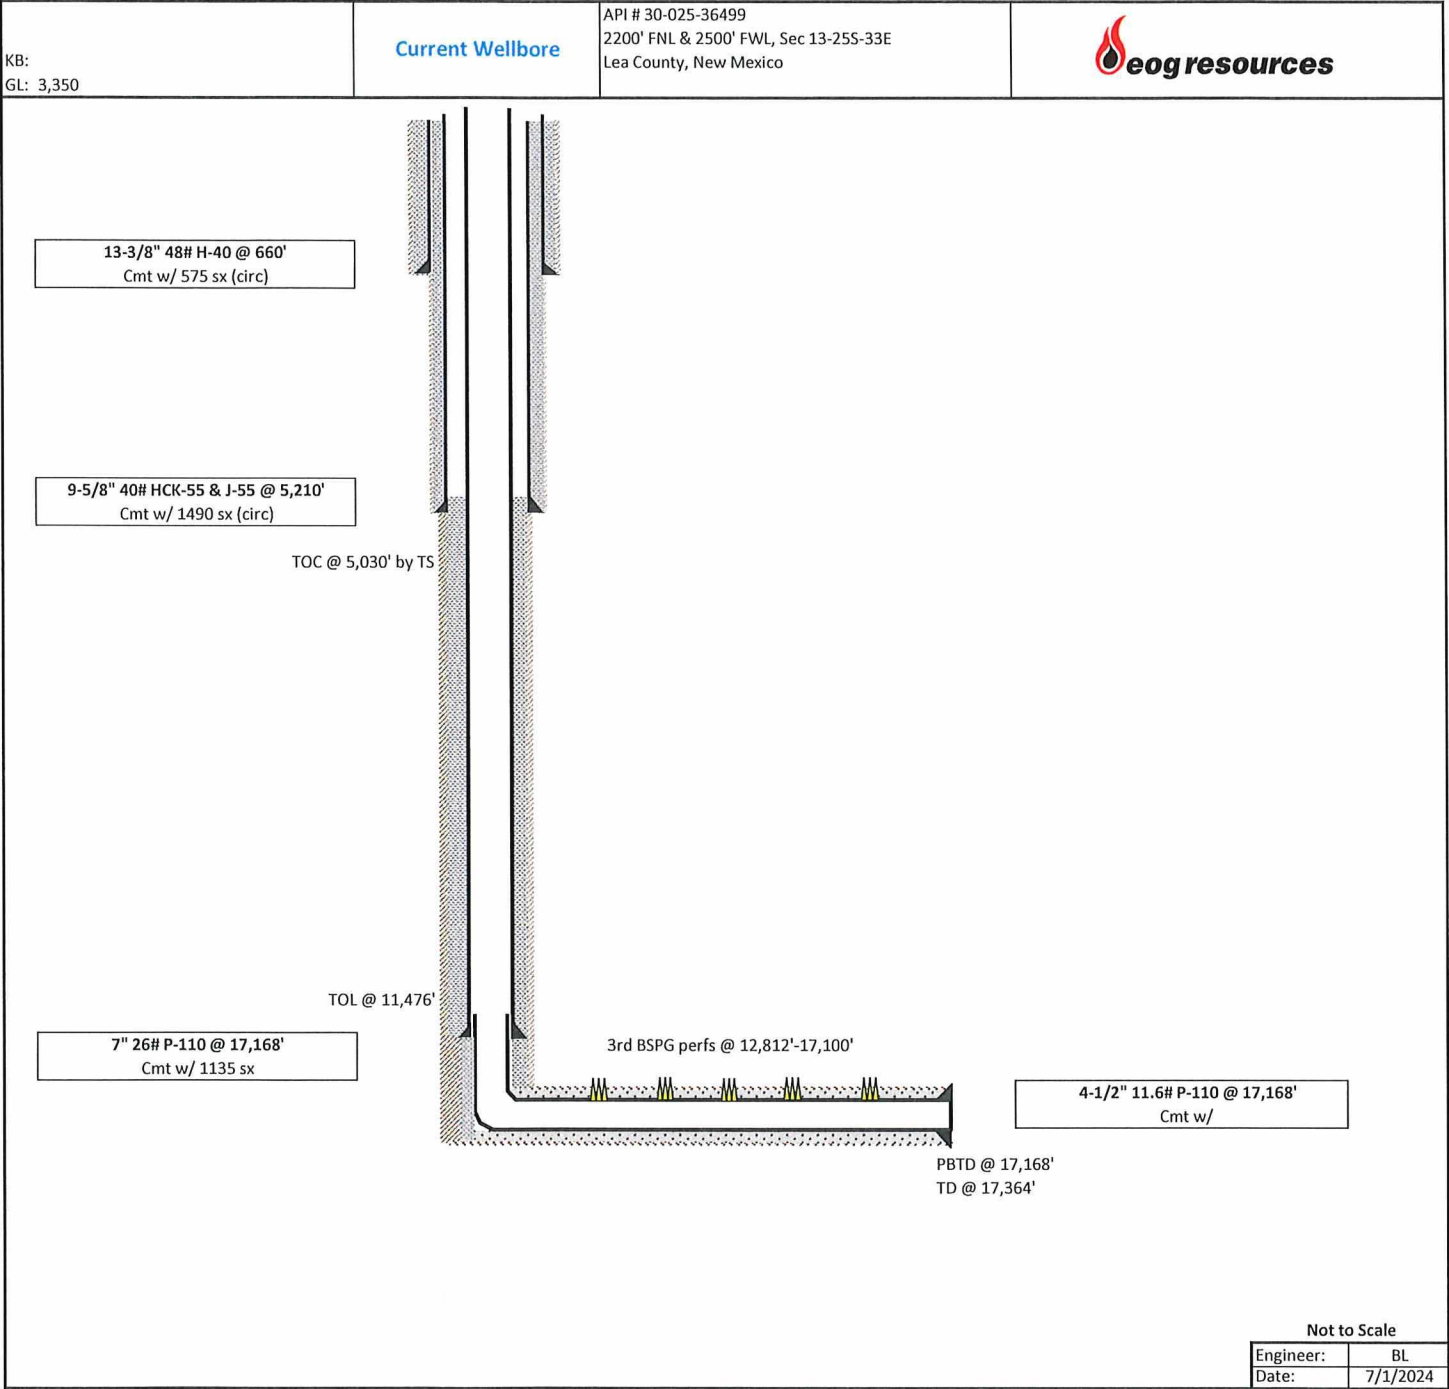 KB:
GL: 3,350
Current Wellbore
API # 30-025-36499
2200' FNL & 2500' FWL, Sec 13-25S-33E
Lea County, New Mexico
eog resources
13-3/8" 48# H-40 @ 660'
Cmt w/ 575 sx (circ)
9-5/8" 40# HCK-55 & J-55 @ 5,210'
Cmt w/ 1490 sx (circ)
TOC @ 5,030' by TS
TOL @ 11,476'
7" 26# P-110 @ 17,168'
Cmt w/ 1135 sx
3rd BSPG perfs @ 12,812'-17,100'
4-1/2" 11.6# P-110 @ 17,168'
Cmt w/
PBTD @ 17,168'
TD @ 17,364'
Not to Scale
Engineer: BL
Date: 7/1/2024